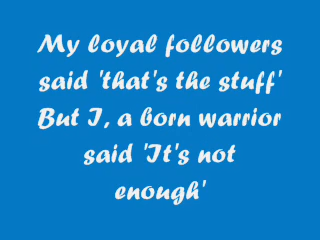 My loyal followers
said 'that's the stuff'
But I, a born warrior
said 'It's not
enough'